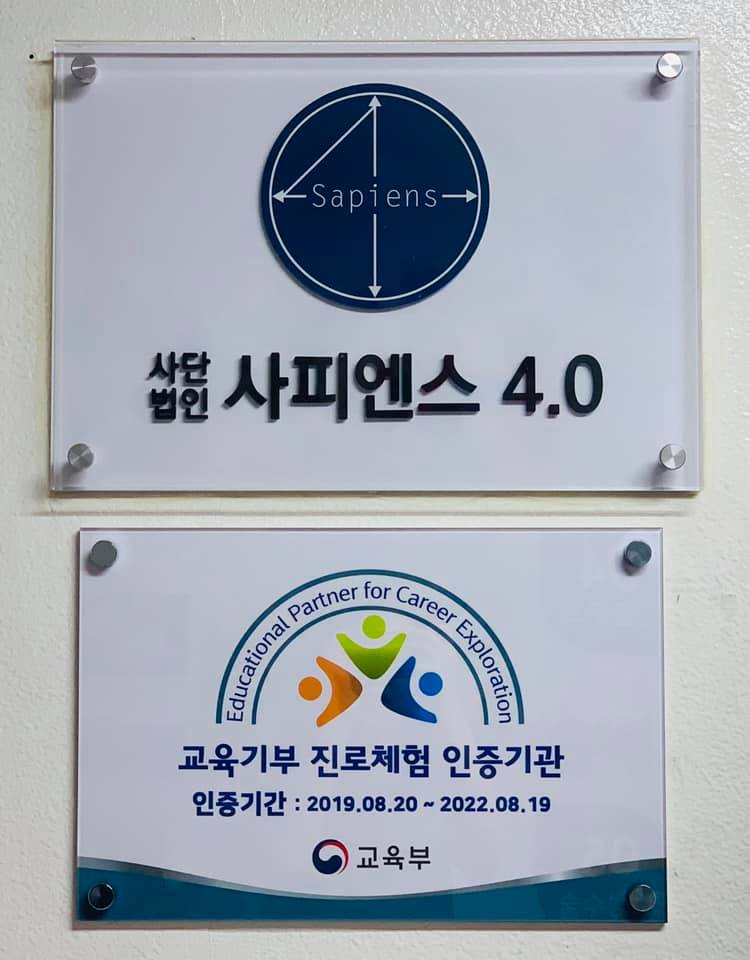 Sapiens
사단
법인 사피엔스 4.0
Educational Partner for Career Exploration
교육기부 진로체험 인증기관
인증기간 : 2019.08.20 ~ 2022.08.19
교육부